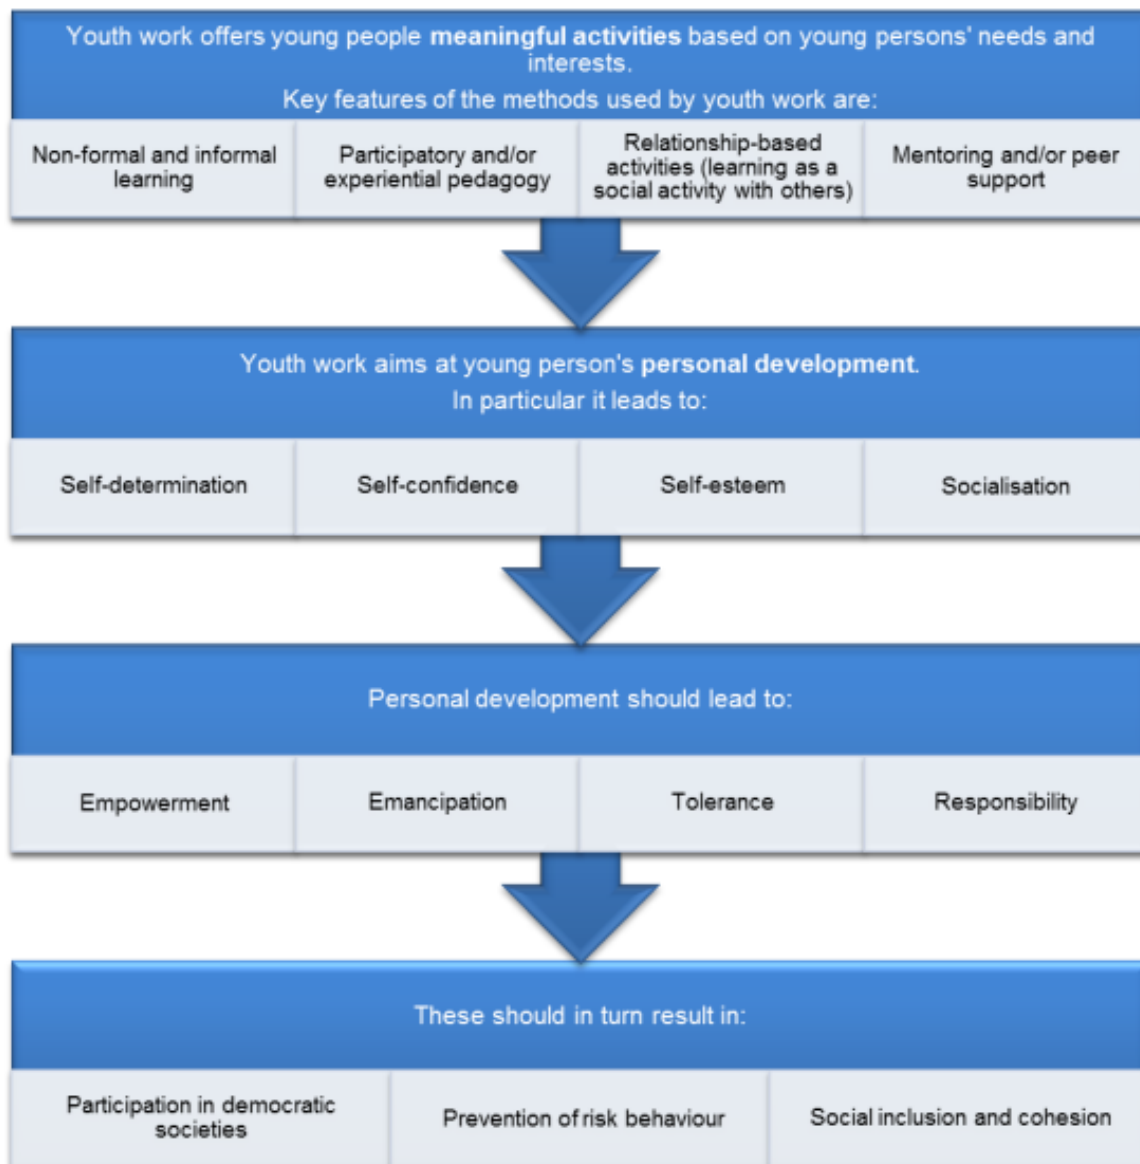 Youth work offers young people meaningful activities based on young persons' needs and
interests.
Key features of the methods used by youth work are:
Non-formal and informal
learning
Participatory and/or
experiential pedagogy
Relationship-based
activities (learning as a
social activity with others)
Mentoring and/or peer
support
Youth work aims at young person's personal development.
In particular it leads to:
Self-determination
Self-confidence
Self-esteem
Socialisation
Personal development should lead to:
Empowerment
Emancipation
Tolerance
Responsibility
These should in turn result in:
Participation in democratic
societies
Prevention of risk behaviour
Social inclusion and cohesion